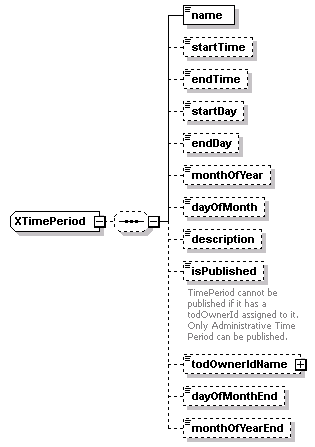 name
startTime
endTime
startDay
endDay
monthOfYear
XTimePeriod
dayOfMonth
description
isPublished
TimePeriod cannot be
published if it has a
todOwnerId assigned to it.
Only Administrative Time
Period can be published.
todOwnerIdName
dayOfMonthEnd
monthOfYearEnd